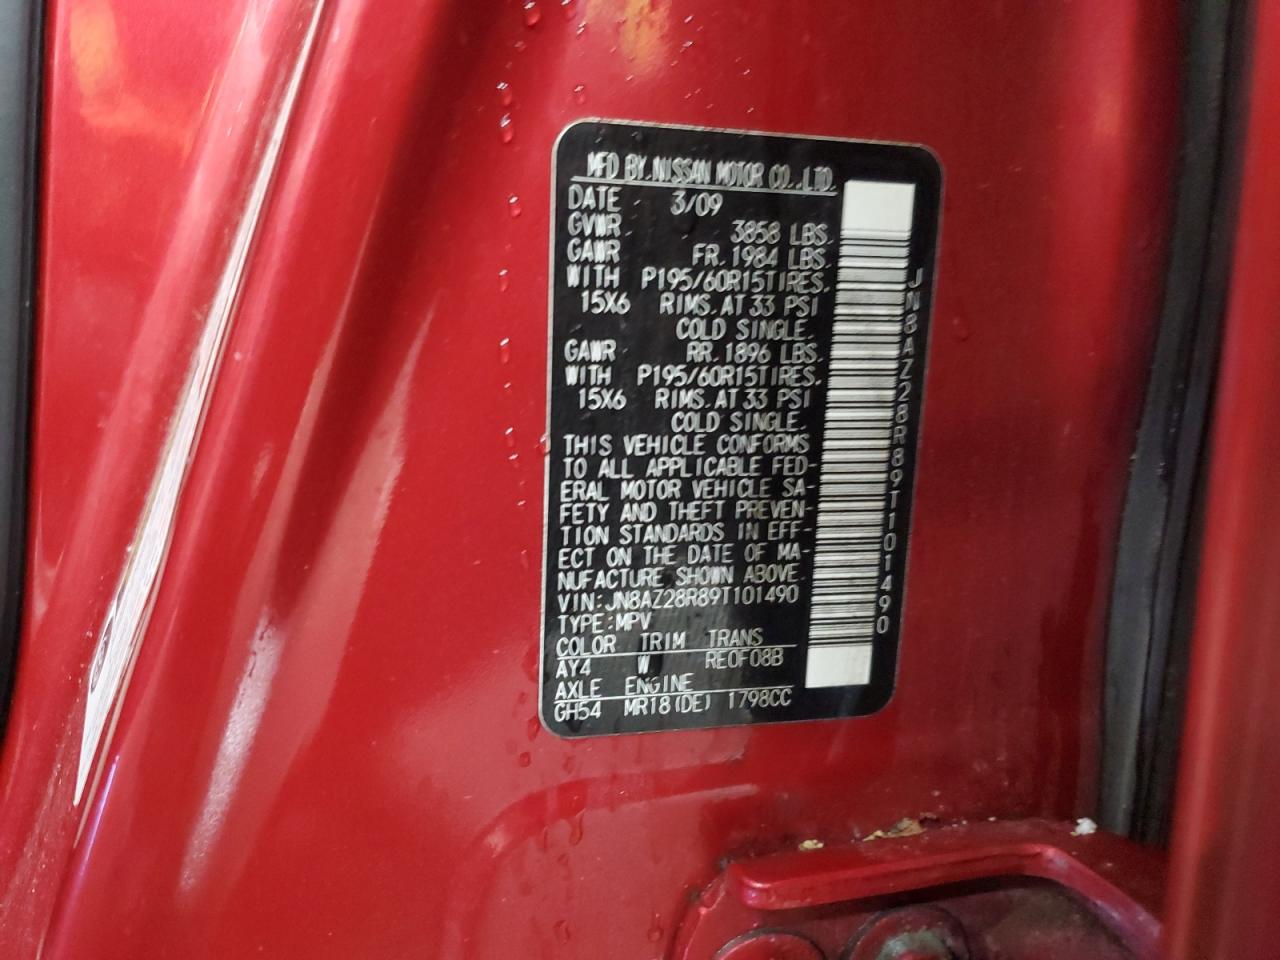 MFD BY.NISSAN MOTOR CO.,LTD.
DATE 3/09
GVWR 3858 LBS.
GAWR FR. 1984 LBS.
WITH P195/60R15TIRES.
15X6 RIMS. AT 33 PSI
COLD SINGLE.
GAWR RR. 1896 LBS.
WITH P195/60R15TIRES.
15X6 RIMS. AT 33 PSI
COLD SINGLE.
THIS VEHICLE CONFORMS
TO ALL APPLICABLE FED-
ERAL MOTOR VEHICLE SA-
FETY AND THEFT PREVEN-
TION STANDARDS IN EFF-
ECT ON THE DATE OF MA-
NUFACTURE SHOWN ABOVE.
VIN:JN8AZ28R89T101490
TYPE:MPV
COLOR TRIM TRANS
AY4 W RE0F08B
AXLE ENGINE
GH54 MR18(DE) 1798CC
JN8AZ28R89T101490